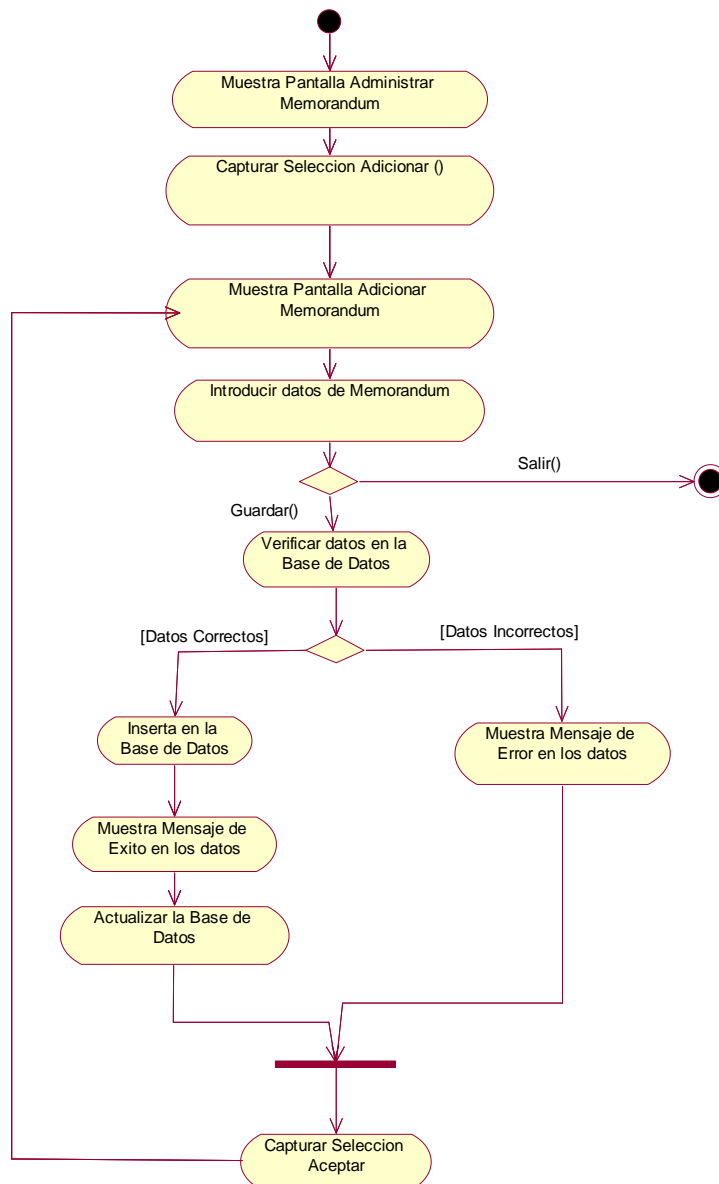 Muestra Pantalla Administrar
Memorandum
Capturar Seleccion Adicionar ()
Muestra Pantalla Adicionar
Memorandum
Introducir datos de Memorandum
Salir()
Guardar()
Verificar datos en la
Base de Datos
[Datos Correctos]
[Datos Incorrectos]
Inserta en la
Base de Datos
Muestra Mensaje de
Error en los datos
Muestra Mensaje de
Exito en los datos
Actualizar la Base de
Datos
Capturar Seleccion
Aceptar